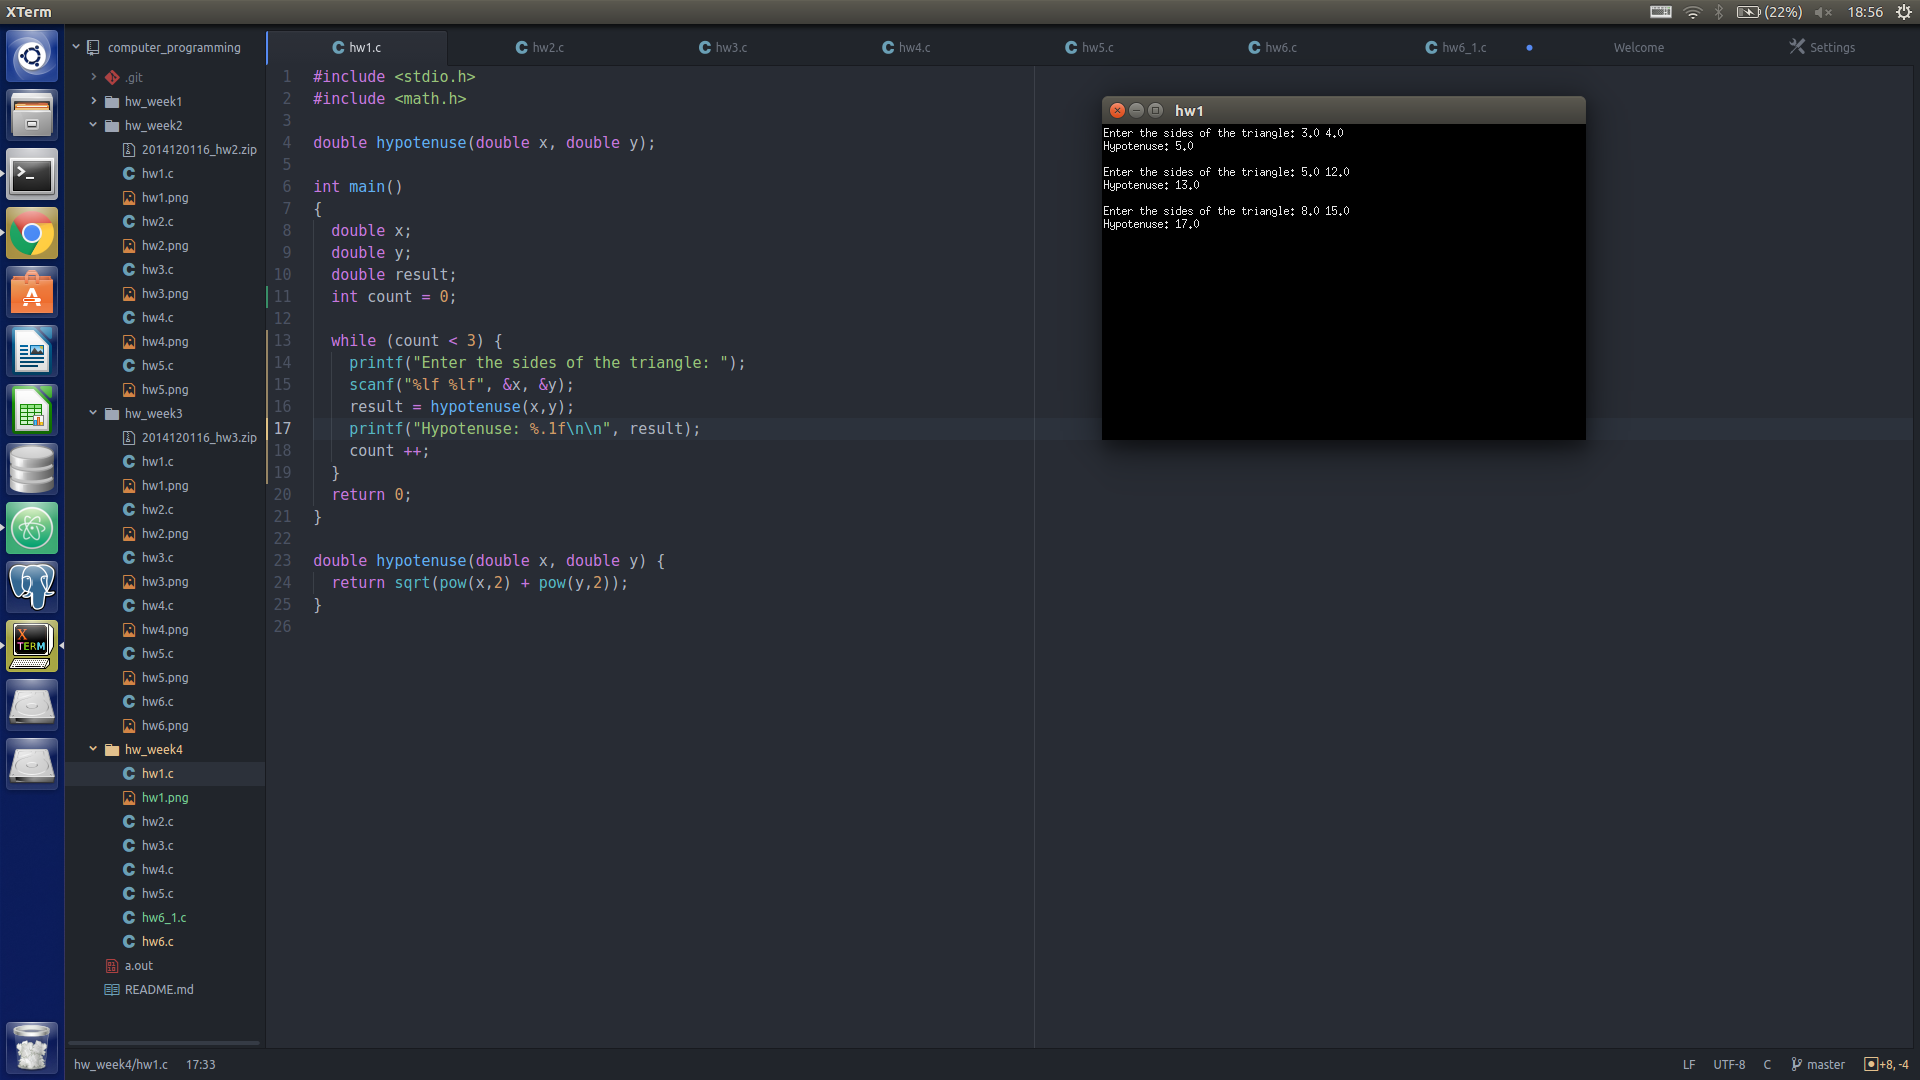 XTerm
(22%)
18:56
computer_programming
.git
hw_week1
hw_week2
2014120116_hw2.zip
hw1.c
hw1.png
hw2.c
hw2.png
hw3.c
hw3.png
hw4.c
hw4.png
hw5.c
hw5.png
hw_week3
2014120116_hw3.zip
hw1.c
hw1.png
hw2.c
hw2.png
hw3.c
hw3.png
hw4.c
hw4.png
hw5.c
hw5.png
hw6.c
hw6.png
hw_week4
hw1.c
hw1.png
hw2.c
hw3.c
hw4.c
hw5.c
hw6_1.c
hw6.c
a.out
README.md
X
TERM
hw1.c
hw2.c
hw3.c
hw4.c
hw5.c
hw6.c
hw6_1.c
Welcome
Settings
1 #include <stdio.h>
2 #include <math.h>
3
4 double hypotenuse(double x, double y);
5
6 int main()
7 {
8 double x;
9 double y;
10 double result;
11 int count = 0;
12
13 while (count < 3) {
14 printf("Enter the sides of the triangle: ");
15 scanf("%lf %lf", &x, &y);
16 result = hypotenuse(x,y);
17 printf("Hypotenuse: %.1f\n\n", result);
18 count ++;
19 }
20 return 0;
21 }
22
23 double hypotenuse(double x, double y) {
24 return sqrt(pow(x,2) + pow(y,2));
25 }
26
hw1
Enter the sides of the triangle: 3.0 4.0
Hypotenuse: 5.0
Enter the sides of the triangle: 5.0 12.0
Hypotenuse: 13.0
Enter the sides of the triangle: 8.0 15.0
Hypotenuse: 17.0
hw_week4/hw1.c
17:33
LF
UTF-8
C
master
+8, -4